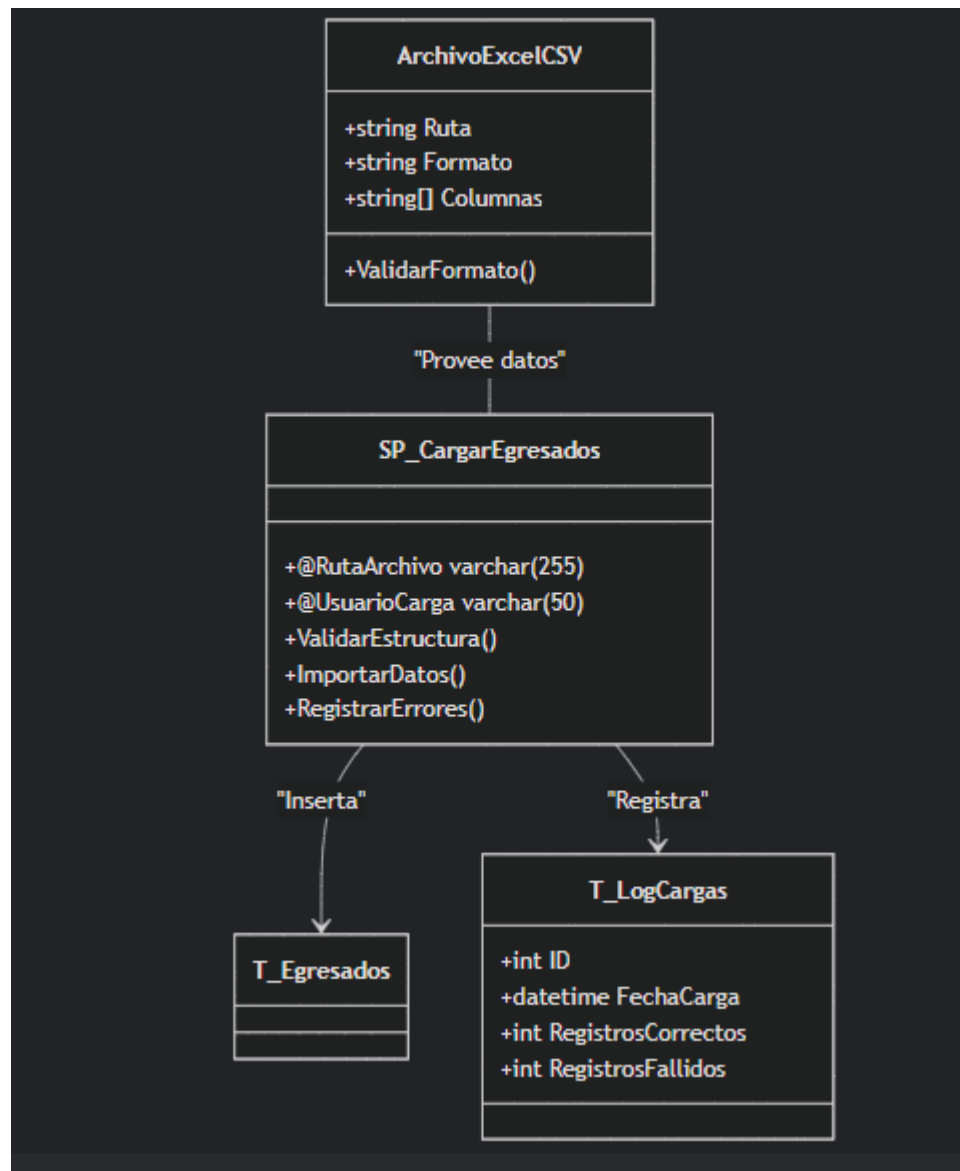 ArchivoExcelCSV
+string Ruta
+string Formato
+string[] Columnas
+ValidarFormato()
"Provee datos"
SP_CargarEgresados
+@RutaArchivo varchar(255)
+@UsuarioCarga varchar(50)
+ValidarEstructura()
+ImportarDatos()
+RegistrarErrores()
"Inserta"
"Registra"
T_Egresados
T_LogCargas
+int ID
+datetime FechaCarga
+int RegistrosCorrectos
+int RegistrosFallidos